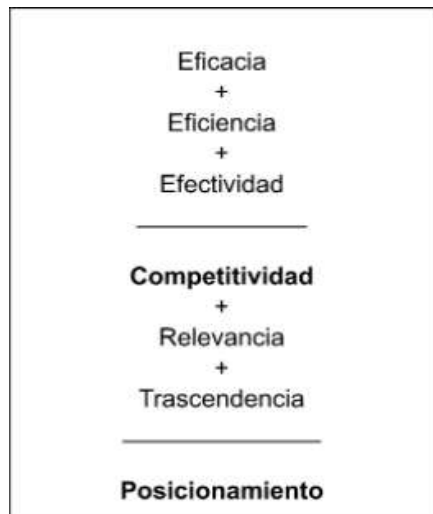 Eficacia
+
Eficiencia
+
Efectividad
Competitividad
+
Relevancia
+
Trascendencia
Posicionamiento